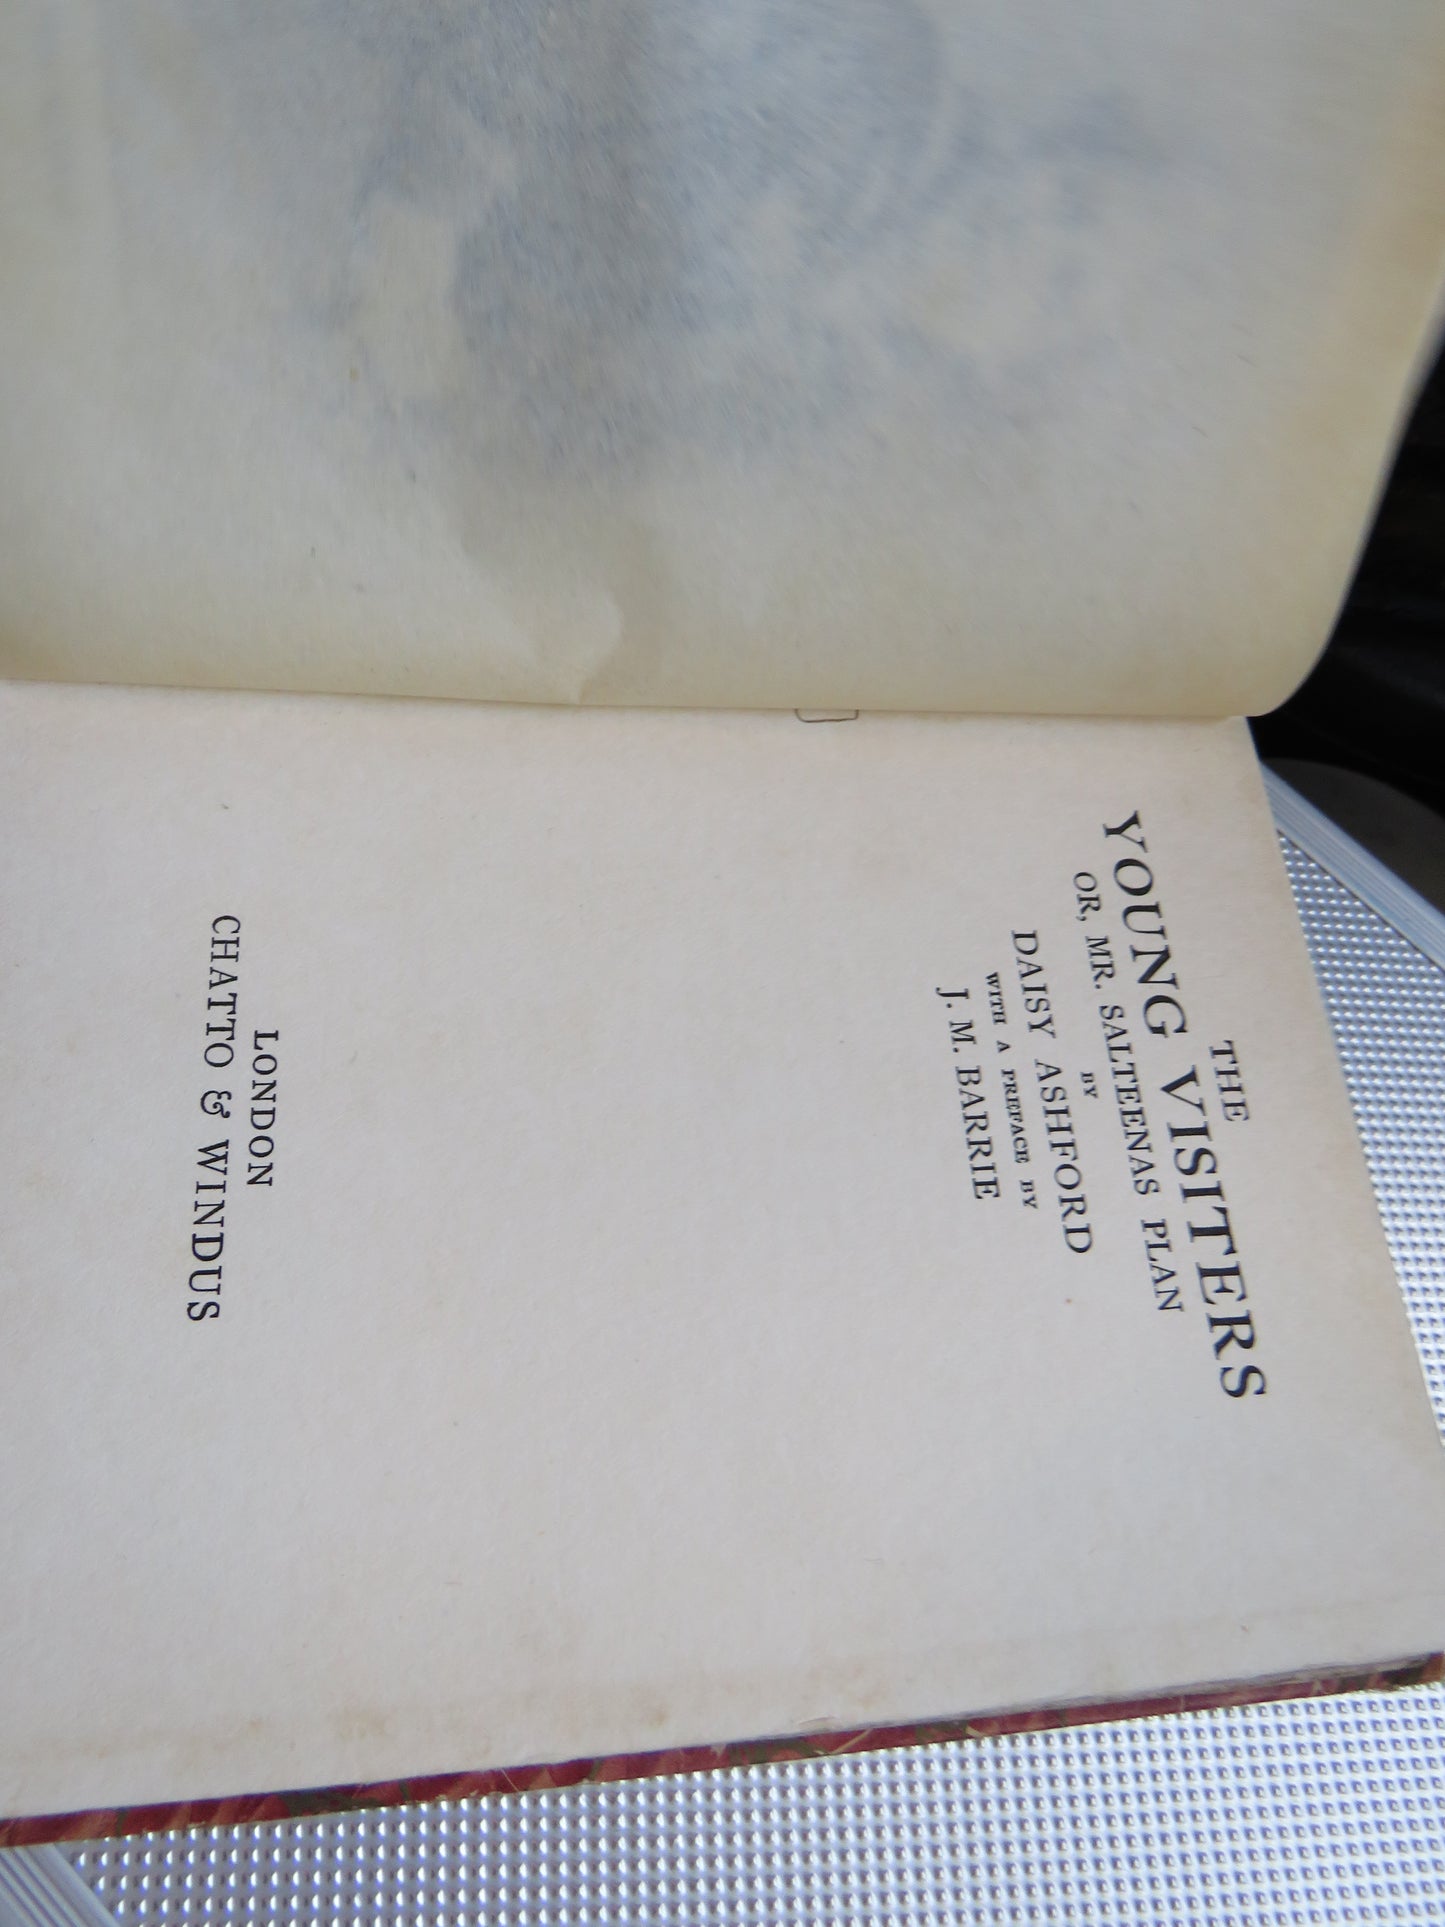 THE
YOUNG VISITERS
OR, MR. SALTEENAS PLAN
BY
DAISY ASHFORD
WITH A PREFACE BY
J. M. BARRIE
LONDON
CHATTO & WINDUS